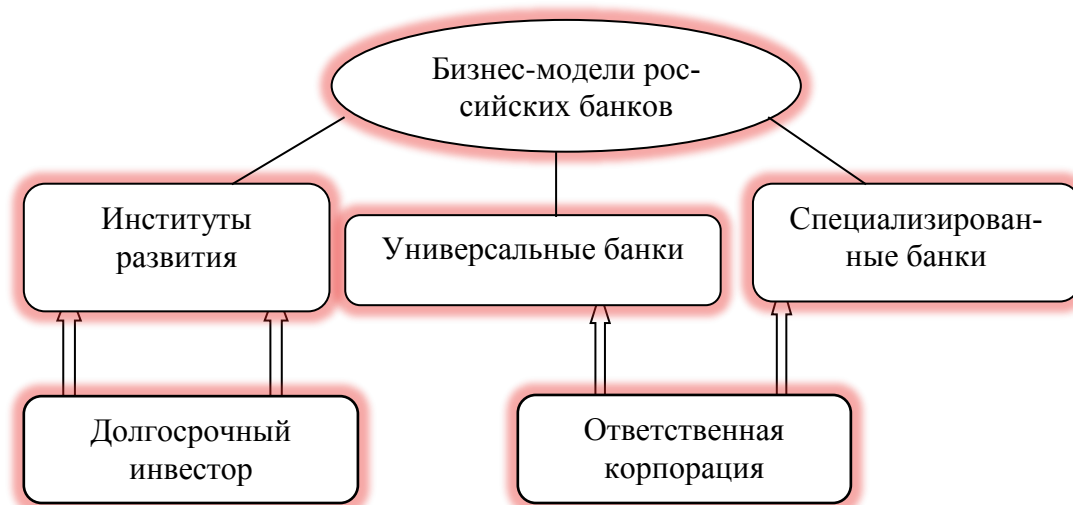 Бизнес-модели рос-
сийских банков
Институты
развития
Универсальные банки
Специализирован-
ные банки
Долгосрочный
инвестор
Ответственная
корпорация